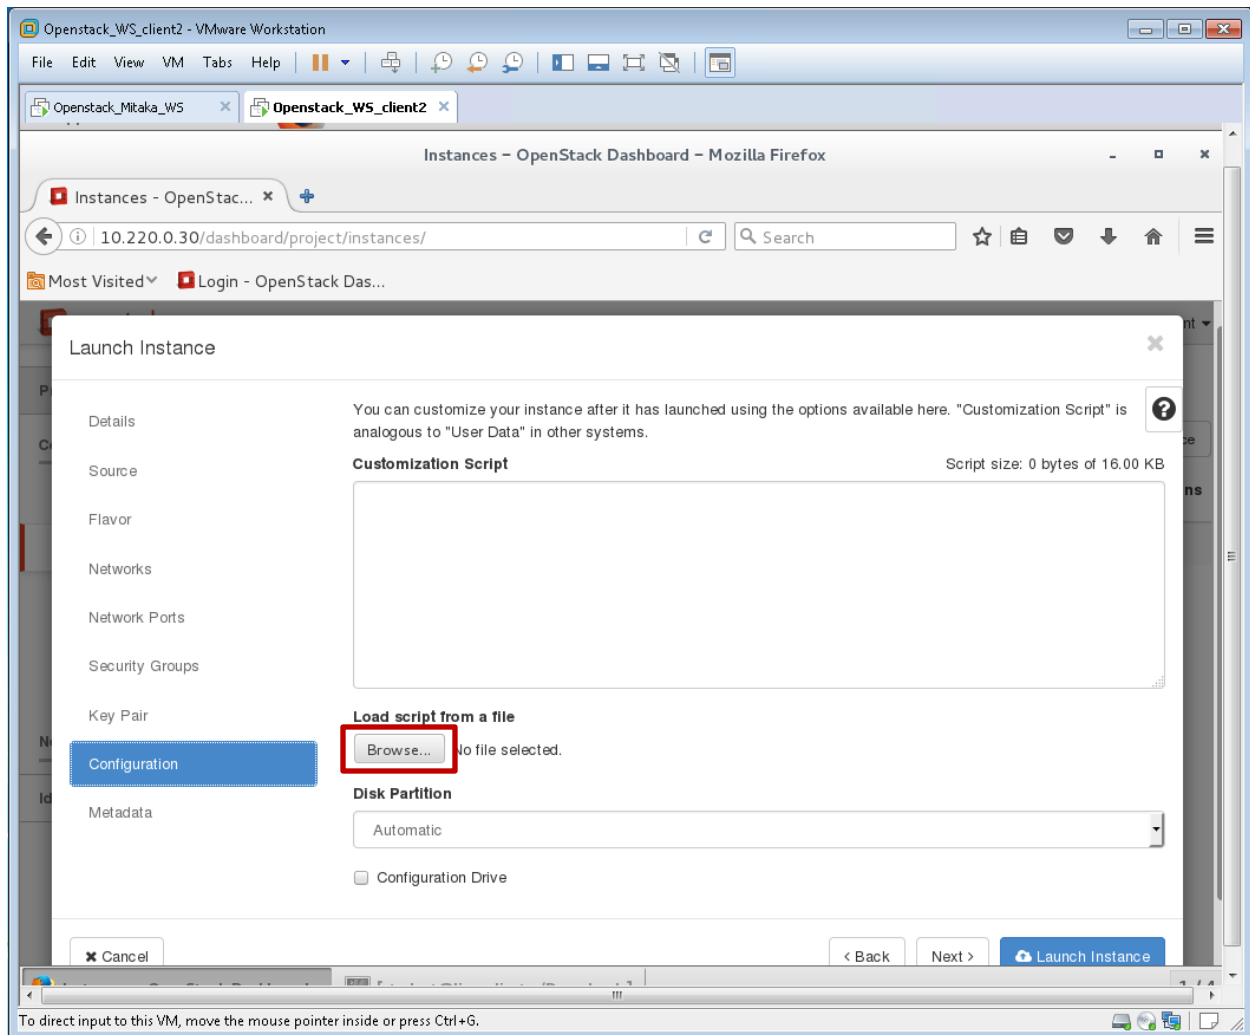 Openstack_WS_client2 - VMware Workstation
File Edit View VM Tabs Help
Openstack_Mitaka_WS
Openstack_WS_client2
Instances – OpenStack Dashboard – Mozilla Firefox
Instances - OpenStac...
10.220.0.30/dashboard/project/instances/
Search
Most Visited
Login - OpenStack Das...
nt
Launch Instance
Details
Source
Flavor
Networks
Network Ports
Security Groups
Key Pair
Configuration
Metadata
You can customize your instance after it has launched using the options available here. "Customization Script" is
analogous to "User Data" in other systems.
Customization Script
Script size: 0 bytes of 16.00 KB
Load script from a file
Browse... No file selected.
Disk Partition
Automatic
Configuration Drive
Cancel
< Back
Next >
Launch Instance
To direct input to this VM, move the mouse pointer inside or press Ctrl+G.